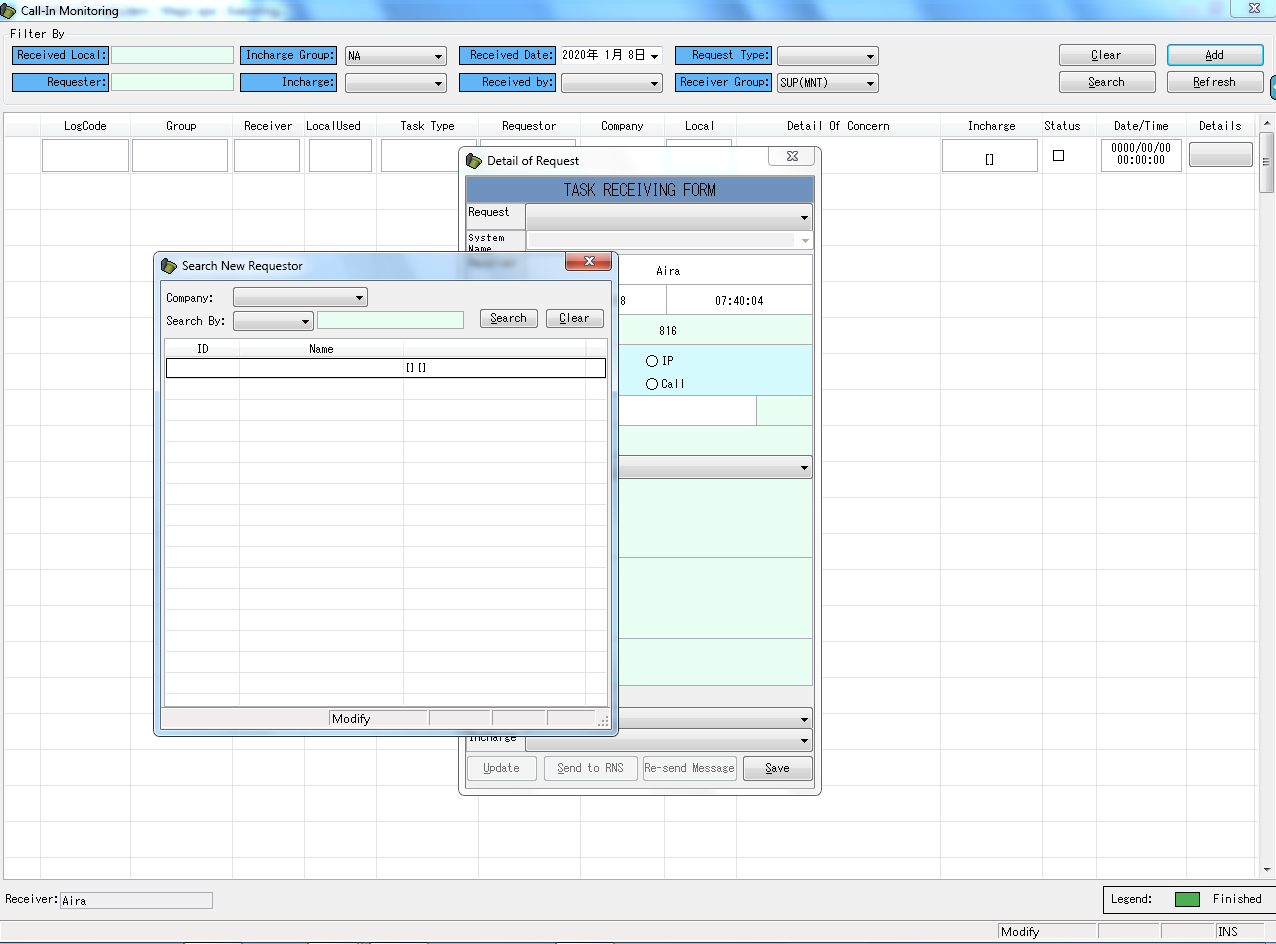 Call-In Monitoring
Filter By
Received Local: Incharge Group: NA Received Date: 2020年 1月 8日 Request Type: Clear Add
Requester: Incharge: Received by: Receiver Group: SUP(MNT) Search Refresh
LogCode Group Receiver LocalUsed Task Type Requestor Company Local Detail Of Concern Incharge Status Date/Time Details
[] 0000/00/00
00:00:00
Detail of Request
TASK RECEIVING FORM
Request
System
Name
Aira
8 07:40:04
816
IP
Call
Incharge
Update Send to RNS Re-send Message Save
Search New Requestor
Company:
Search By: Search Clear
ID Name
[] []
Modify
Receiver: Aira
Legend: Finished
Modify INS